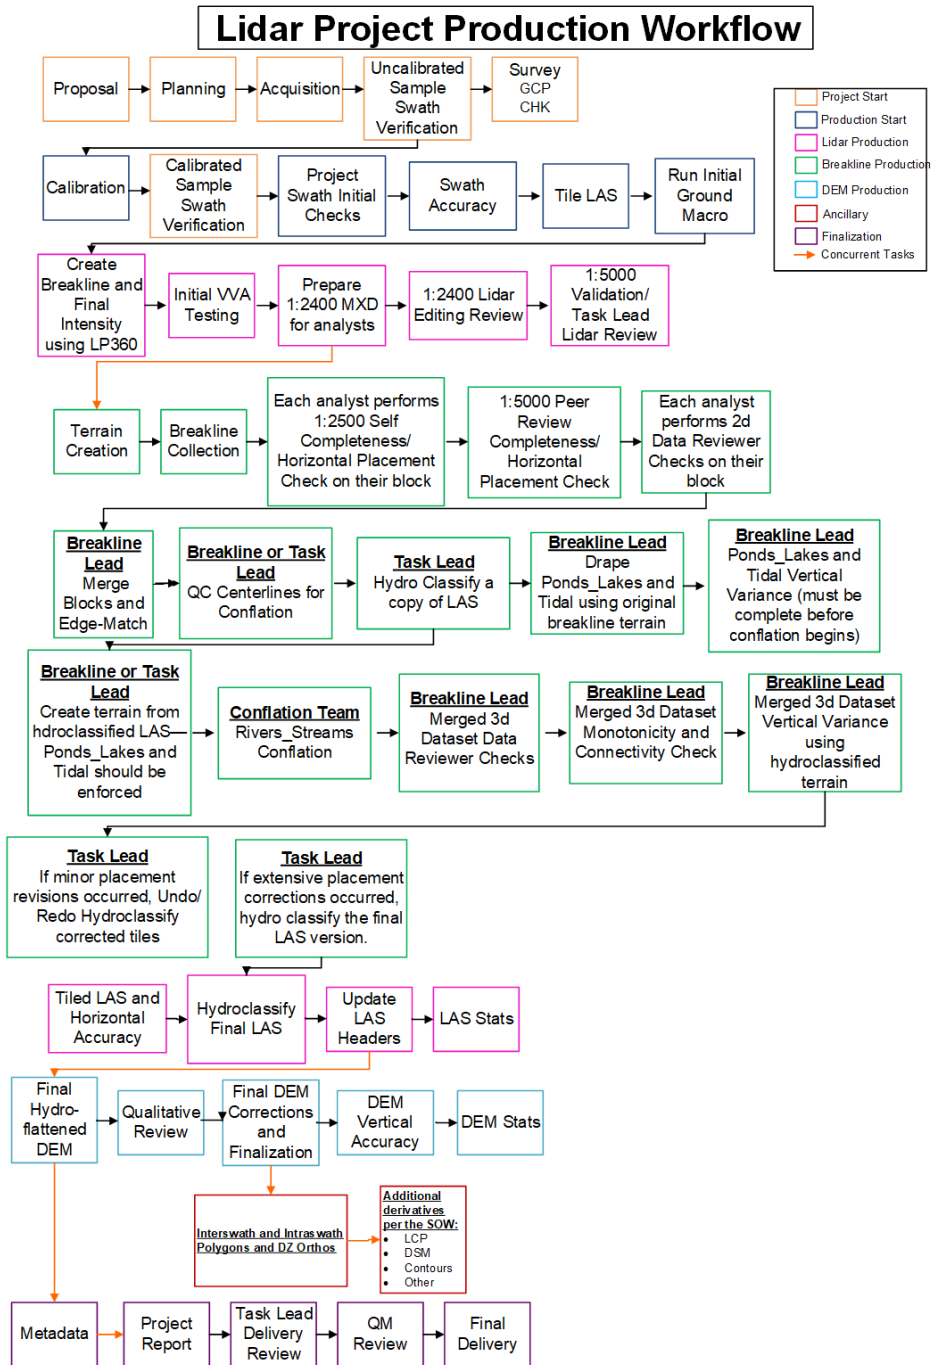 Lidar Project Production Workflow
Proposal
Planning
Acquisition
Uncalibrated
Sample
Swath
Verification
Survey
GCP
CHK
Project Start
Production Start
Lidar Production
Breakline Production
DEM Production
Ancillary
Finalization
Concurrent Tasks
Calibration
Calibrated
Sample
Swath
Verification
Project
Swath Initial
Checks
Swath
Accuracy
Tile LAS
Run Initial
Ground
Macro
Create
Breakline and
Final
Intensity
using LP360
Initial VVA
Testing
Prepare
1:2400 MXD
for analysts
1:2400 Lidar
Editing Review
1:5000
Validation/
Task Lead
Lidar Review
Terrain
Creation
Breakline
Collection
Each analyst performs
1:2500 Self
Completeness/
Horizontal Placement
Check on their block
1:5000 Peer
Review
Completeness/
Horizontal
Placement Check
Each analyst
performs 2d
Data Reviewer
Checks on their
block
Breakline
Lead
Merge
Blocks and
Edge-Match
Breakline or Task
Lead
QC Centerlines for
Conflation
Task Lead
Hydro Classify a
copy of LAS
Breakline Lead
Drape
Ponds_Lakes and
Tidal using original
breakline terrain
Breakline Lead
Ponds_Lakes and
Tidal Vertical
Variance (must be
complete before
conflation begins)
Breakline or Task
Lead
Create terrain from
hdroclassified LAS—
Ponds_Lakes and
Tidal should be
enforced
Conflation Team
Rivers_Streams
Conflation
Breakline Lead
Merged 3d
Dataset Data
Reviewer Checks
Breakline Lead
Merged 3d Dataset
Monotonicity and
Connectivity Check
Breakline Lead
Merged 3d Dataset
Vertical Variance
using
hydroclassified
terrain
Task Lead
If minor placement
revisions occurred, Undo/
Redo Hydroclassify
corrected tiles
Task Lead
If extensive placement
corrections occurred,
hydro classify the final
LAS version.
Tiled LAS and
Horizontal
Accuracy
Hydroclassify
Final LAS
Update
LAS
Headers
LAS Stats
Final
Hydro-
flattened
DEM
Qualitative
Review
Final DEM
Corrections
and
Finalization
DEM
Vertical
Accuracy
DEM Stats
Interswath and Intraswath
Polygons and DZ Orthos
Additional
derivatives
per the SOW:
• LCP
• DSM
• Contours
• Other
Metadata
Project
Report
Task Lead
Delivery
Review
QM
Review
Final
Delivery